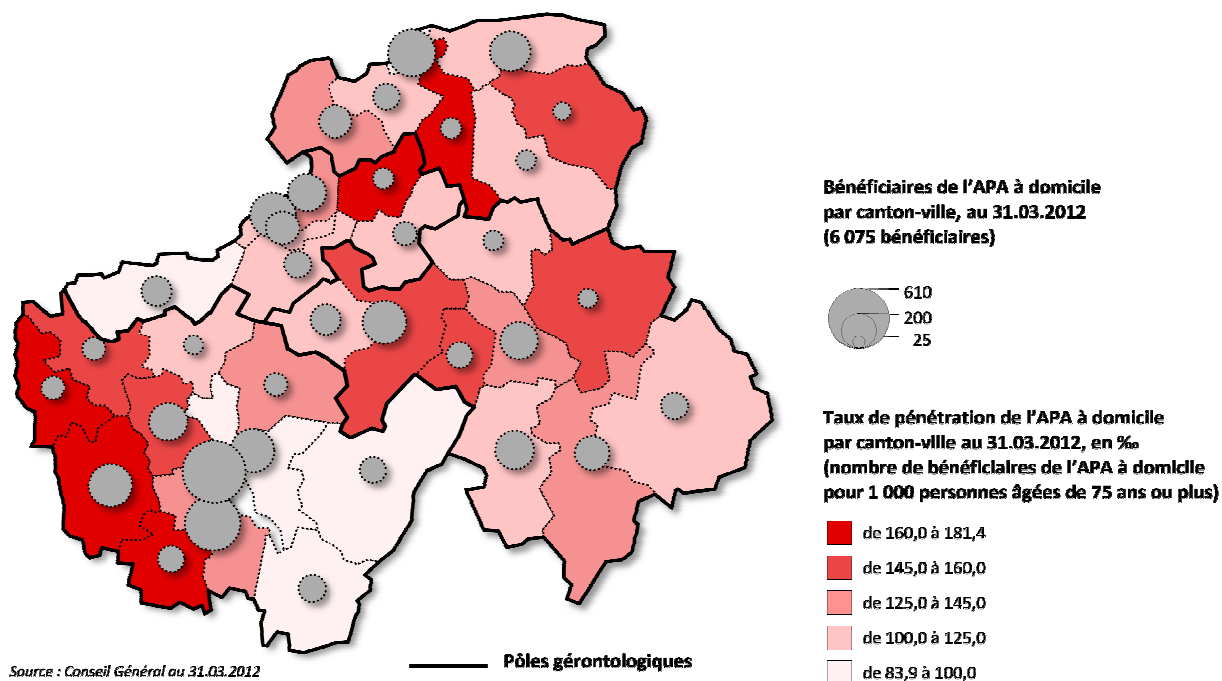 Bénéficiaires de l'APA à domicile
par canton-ville, au 31.03.2012
(6 075 bénéficiaires)
610
200
25
Taux de pénétration de l'APA à domicile
par canton-ville au 31.03.2012, en ‰
(nombre de bénéficiaires de l'APA à domicile
pour 1 000 personnes âgées de 75 ans ou plus)
de 160,0 à 181,4
de 145,0 à 160,0
de 125,0 à 145,0
de 100,0 à 125,0
de 83,9 à 100,0
Pôles gérontologiques
Source : Conseil Général au 31.03.2012